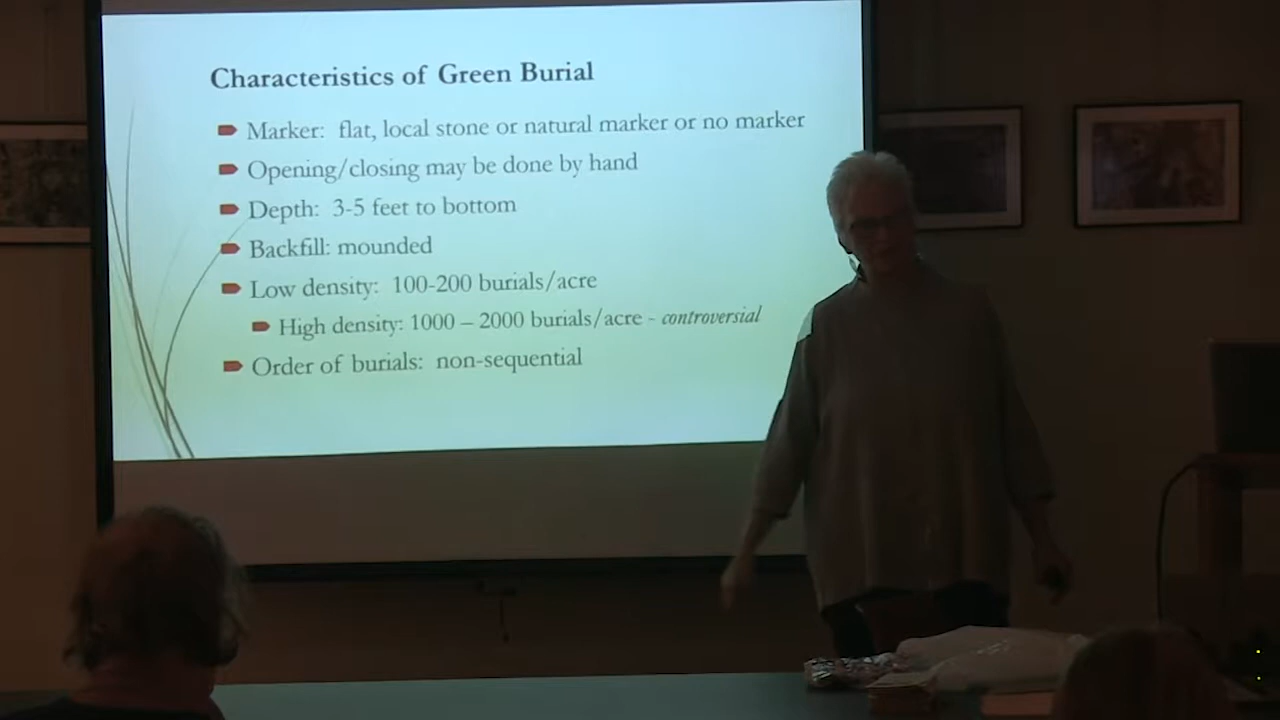 Characteristics of Green Burial
Marker: flat, local stone or natural marker or no marker
Opening/closing may be done by hand
Depth: 3-5 feet to bottom
Backfill: mounded
Low density: 100-200 burials/acre
High density: 1000 – 2000 burials/acre - controversial
Order of burials: non-sequential